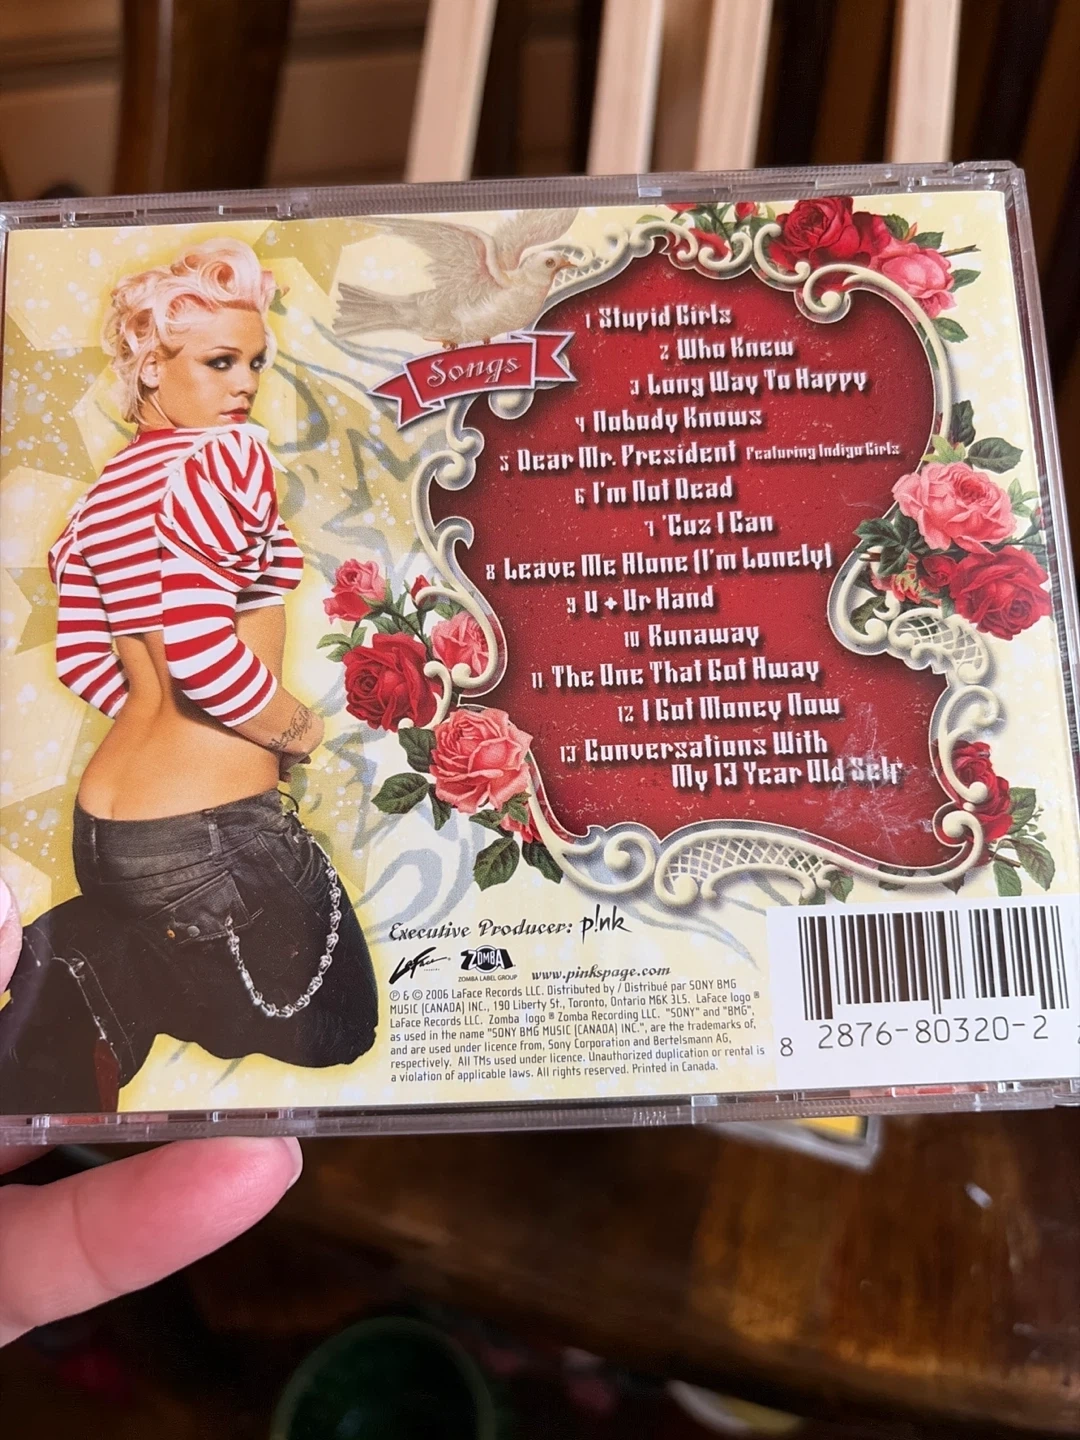 Songs
1 Stupid Girls
2 Who Knew
3 Long Way To Happy
4 Nobody Knows
5 Dear Mr. President Featuring Indigo Girls
6 I'm Not Dead
7 'Cuz I Can
8 Leave Me Alone (I'm Lonely)
9 U + Ur Hand
10 Runaway
11 The One That Got Away
12 I Got Money Now
13 Conversations With
My 13 Year Old Self
Executive Producer: p!nk
LaFace
ZOMBA
ZOMBA LABEL GROUP
www.pinkspage.com
℗ & © 2006 LaFace Records LLC. Distributed by / Distribué par SONY BMG
MUSIC (CANADA) INC., 190 Liberty St., Toronto, Ontario M6K 3L5. LaFace logo ®
LaFace Records LLC. Zomba logo ® Zomba Recording LLC. "SONY" and "BMG",
as used in the name "SONY BMG MUSIC (CANADA) INC.", are the trademarks of,
and are used under licence from, Sony Corporation and Bertelsmann AG,
respectively. All TMs used under licence. Unauthorized duplication or rental is
a violation of applicable laws. All rights reserved. Printed in Canada.
8 2876-80320-2